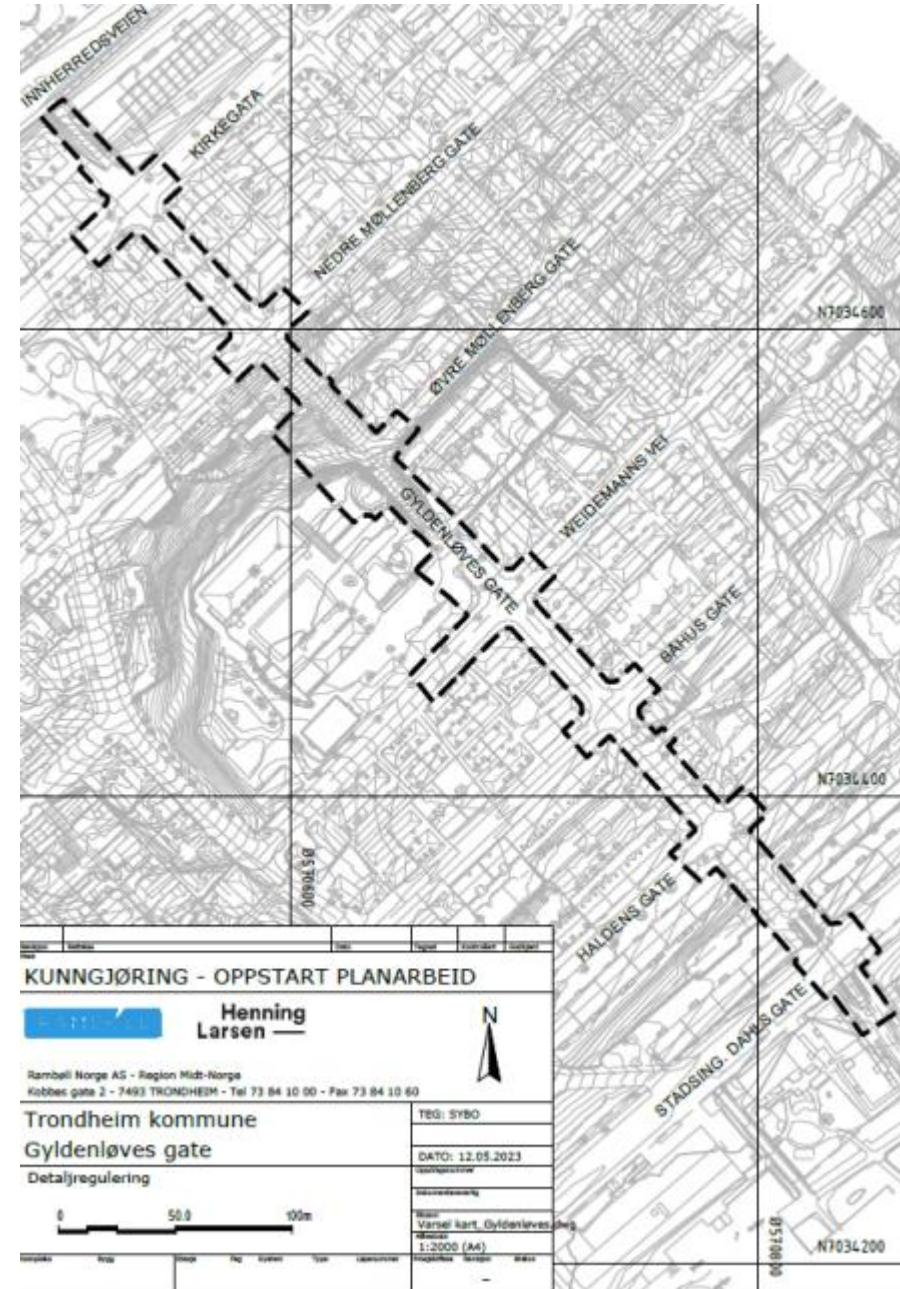 INNHERREDSVEIEN
KIRKEGATA
NEDRE MØLLENBERG GATE
ØVRE MØLLENBERG GATE
N7034600
GYLDENLØVES GATE
WEIDEMANNS VEI
BÅHUS GATE
N7034400
Ø570600
HALDENS GATE
STADSING. DAHLS GATE
Ø570800
N7034200
KUNNGJØRING - OPPSTART PLANARBEID
Henning
Larsen
N
Rambøll Norge AS - Region Midt-Norge
Kobbes gate 2 - 7493 TRONDHEIM - Tel 73 84 10 00 - Fax 73 84 10 60
Trondheim kommune
Gyldenløves gate
Detaljregulering
0 50.0 100m
TEG: SYBO
DATO: 12.05.2023
Varsel kart_Gyldenløves.dwg
1:2000 (A4)